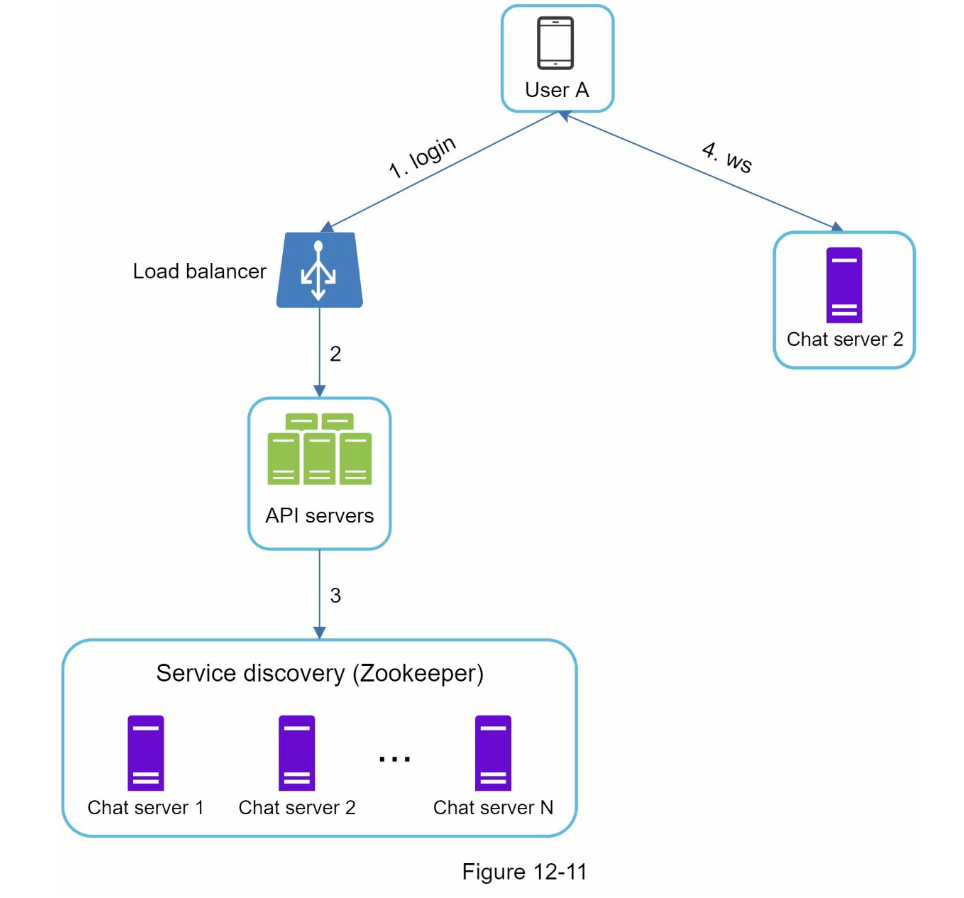 User A
1. login
4. ws
Load balancer
Chat server 2
2
API servers
3
Service discovery (Zookeeper)
...
Chat server 1
Chat server 2
Chat server N
Figure 12-11